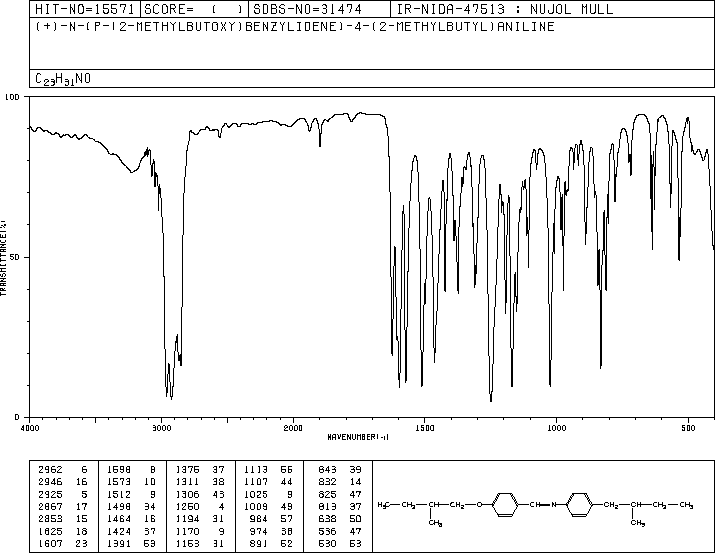 HIT-NO=15571 SCORE= ( ) SDBS-NO=31474 IR-NIDA-47513 : NUJOL MULL
(+)-N-(P-(2-METHYLBUTOXY)BENZYLIDENE)-4-(2-METHYLBUTYL)ANILINE
C23H31NO
100
50
0
TRANSMITTANCE(%)
4000 3000 2000 1500 1000 500
WAVENUMBER(-1)
2962 6 1598 8 1375 37 1113 55 843 39
2946 16 1573 10 1311 38 1107 44 832 14
2925 5 1512 9 1306 43 1025 9 825 47
2867 17 1498 34 1250 4 1009 49 813 37
2853 15 1464 16 1194 31 984 57 638 50
1625 18 1424 37 1170 9 974 38 536 47
1607 23 1391 53 1153 31 891 52 530 53
H3C—CH2—CH—CH2—O CH=N CH2—CH—CH2—CH3
CH3 CH3